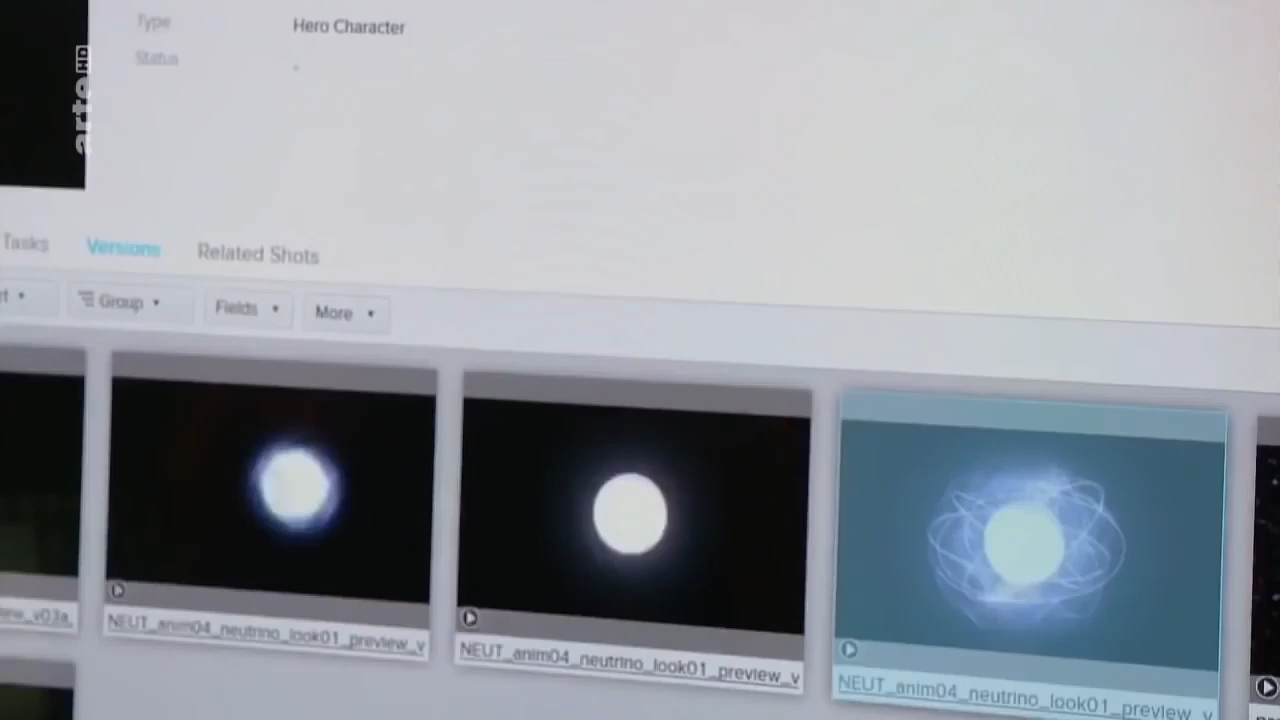 Type Hero Character
Status
arte HD
Tasks Versions Related Shots
Group Fields More
NEUT_anim04_neutrino_look01_preview_v
NEUT_anim04_neutrino_look01_preview_v
NEUT_anim04_neutrino_look01_preview_v